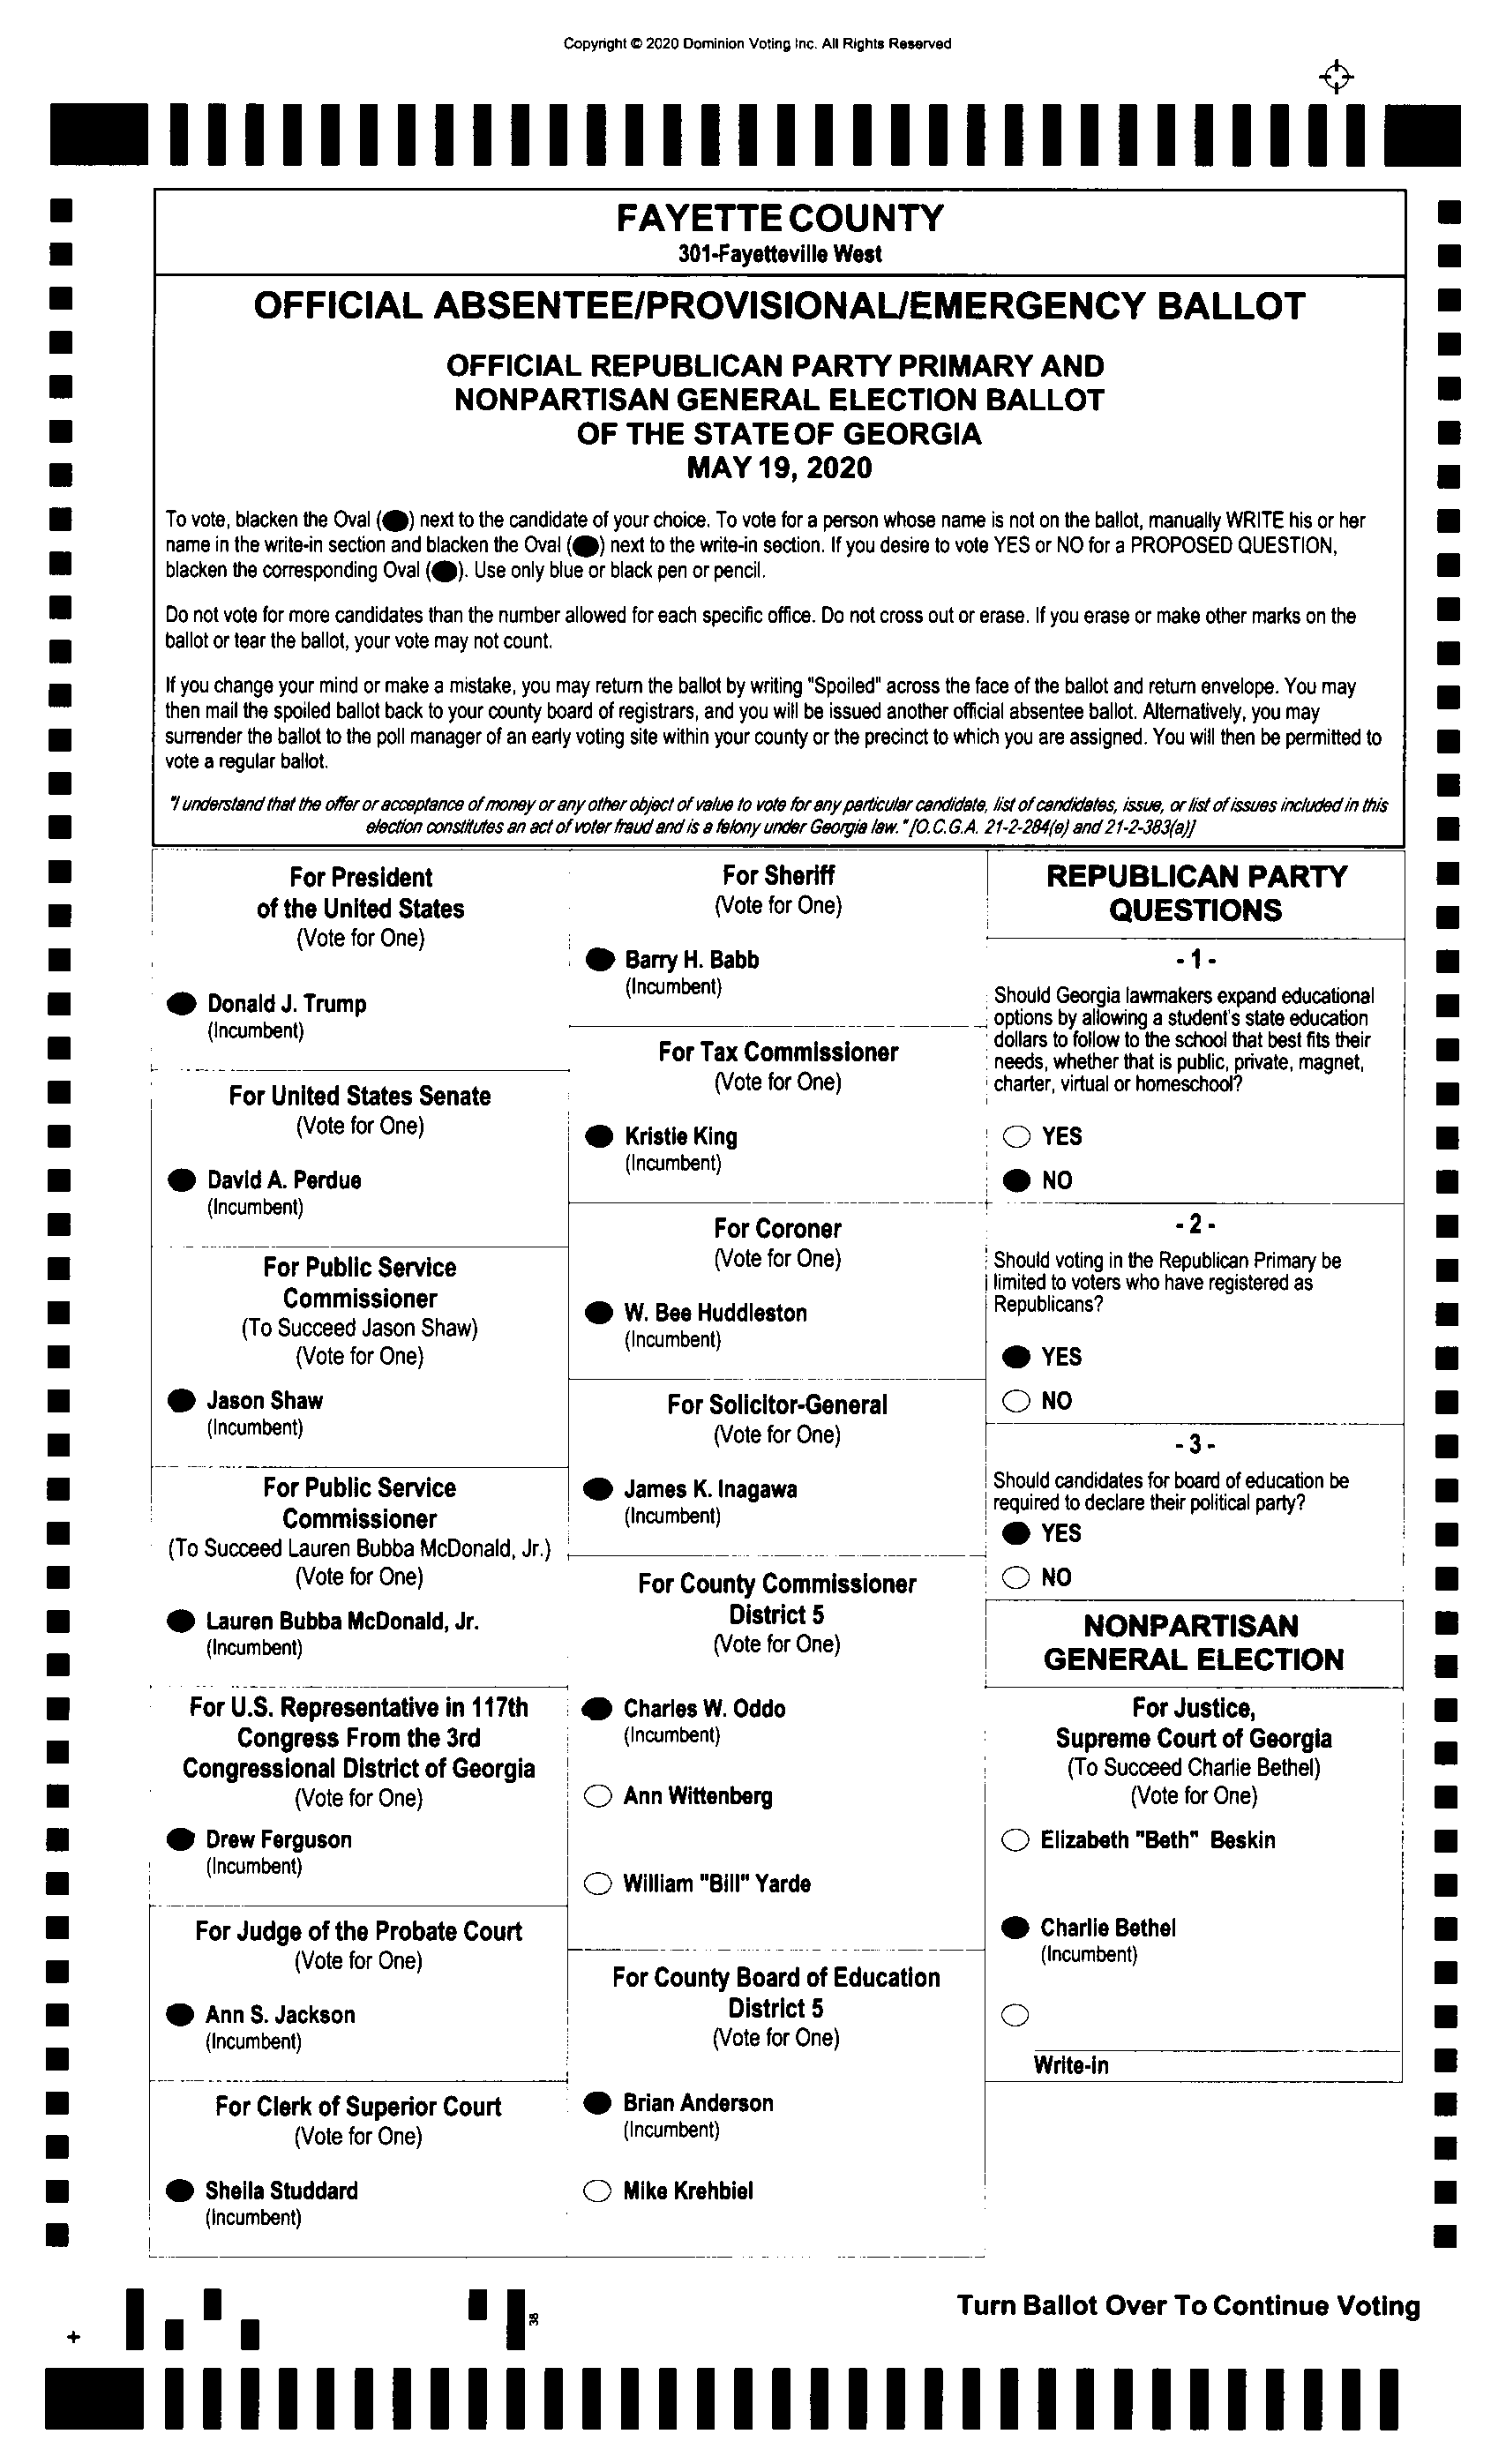 Copyright © 2020 Dominion Voting Inc. All Rights Reserved
FAYETTE COUNTY
301-Fayetteville West
OFFICIAL ABSENTEE/PROVISIONAL/EMERGENCY BALLOT
OFFICIAL REPUBLICAN PARTY PRIMARY AND
NONPARTISAN GENERAL ELECTION BALLOT
OF THE STATE OF GEORGIA
MAY 19, 2020
To vote, blacken the Oval (●) next to the candidate of your choice. To vote for a person whose name is not on the ballot, manually WRITE his or her
name in the write-in section and blacken the Oval (●) next to the write-in section. If you desire to vote YES or NO for a PROPOSED QUESTION,
blacken the corresponding Oval (●). Use only blue or black pen or pencil.
Do not vote for more candidates than the number allowed for each specific office. Do not cross out or erase. If you erase or make other marks on the
ballot or tear the ballot, your vote may not count.
If you change your mind or make a mistake, you may return the ballot by writing "Spoiled" across the face of the ballot and return envelope. You may
then mail the spoiled ballot back to your county board of registrars, and you will be issued another official absentee ballot. Alternatively, you may
surrender the ballot to the poll manager of an early voting site within your county or the precinct to which you are assigned. You will then be permitted to
vote a regular ballot.
"I understand that the offer or acceptance of money or any other object of value to vote for any particular candidate, list of candidates, issue, or list of issues included in this
election constitutes an act of voter fraud and is a felony under Georgia law." [O.C.G.A. 21-2-284(e) and 21-2-383(a)]
For President
of the United States
(Vote for One)
Donald J. Trump
(Incumbent)
For United States Senate
(Vote for One)
David A. Perdue
(Incumbent)
For Public Service
Commissioner
(To Succeed Jason Shaw)
(Vote for One)
Jason Shaw
(Incumbent)
For Public Service
Commissioner
(To Succeed Lauren Bubba McDonald, Jr.)
(Vote for One)
Lauren Bubba McDonald, Jr.
(Incumbent)
For U.S. Representative in 117th
Congress From the 3rd
Congressional District of Georgia
(Vote for One)
Drew Ferguson
(Incumbent)
For Judge of the Probate Court
(Vote for One)
Ann S. Jackson
(Incumbent)
For Clerk of Superior Court
(Vote for One)
Sheila Studdard
(Incumbent)
For Sheriff
(Vote for One)
Barry H. Babb
(Incumbent)
For Tax Commissioner
(Vote for One)
Kristie King
(Incumbent)
For Coroner
(Vote for One)
W. Bee Huddleston
(Incumbent)
For Solicitor-General
(Vote for One)
James K. Inagawa
(Incumbent)
For County Commissioner
District 5
(Vote for One)
Charles W. Oddo
(Incumbent)
Ann Wittenberg
William "Bill" Yarde
For County Board of Education
District 5
(Vote for One)
Brian Anderson
(Incumbent)
Mike Krehbiel
REPUBLICAN PARTY
QUESTIONS
- 1 -
Should Georgia lawmakers expand educational
options by allowing a student's state education
dollars to follow to the school that best fits their
needs, whether that is public, private, magnet,
charter, virtual or homeschool?
YES
NO
- 2 -
Should voting in the Republican Primary be
limited to voters who have registered as
Republicans?
YES
NO
- 3 -
Should candidates for board of education be
required to declare their political party?
YES
NO
NONPARTISAN
GENERAL ELECTION
For Justice,
Supreme Court of Georgia
(To Succeed Charlie Bethel)
(Vote for One)
Elizabeth "Beth" Beskin
Charlie Bethel
(Incumbent)
Write-in
38
Turn Ballot Over To Continue Voting